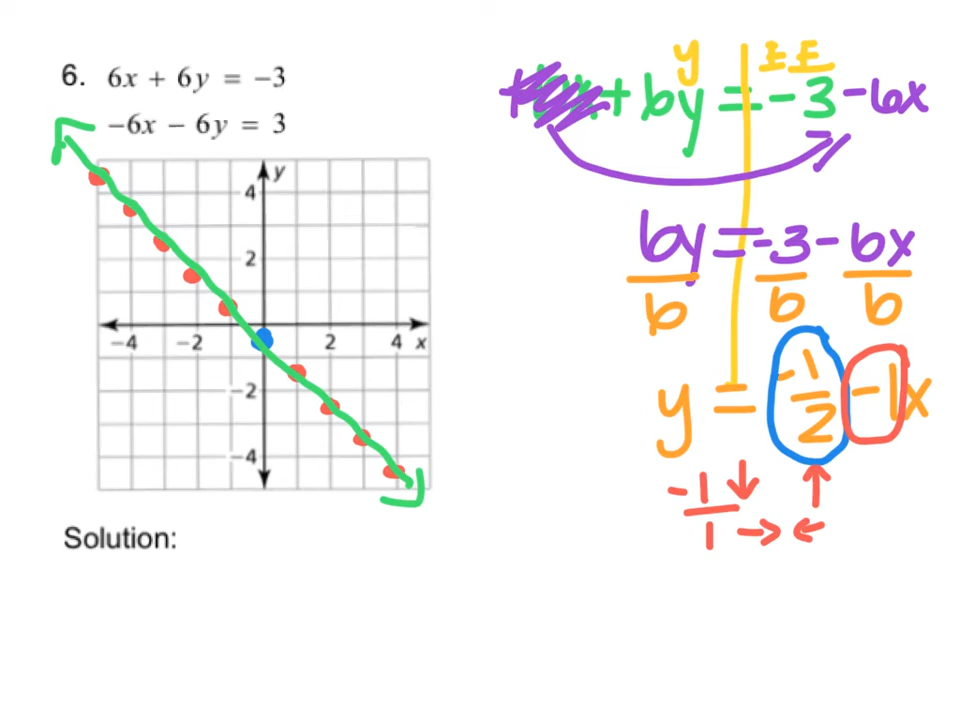 6. 6x + 6y = −3
−6x − 6y = 3
y
4
2
−4 −2 2 4 x
−2
−4
Solution:
y
+ 6y = -3 -6x
6y = -3 - 6x
6 6 6
y = -1/2 -1x
-1/1